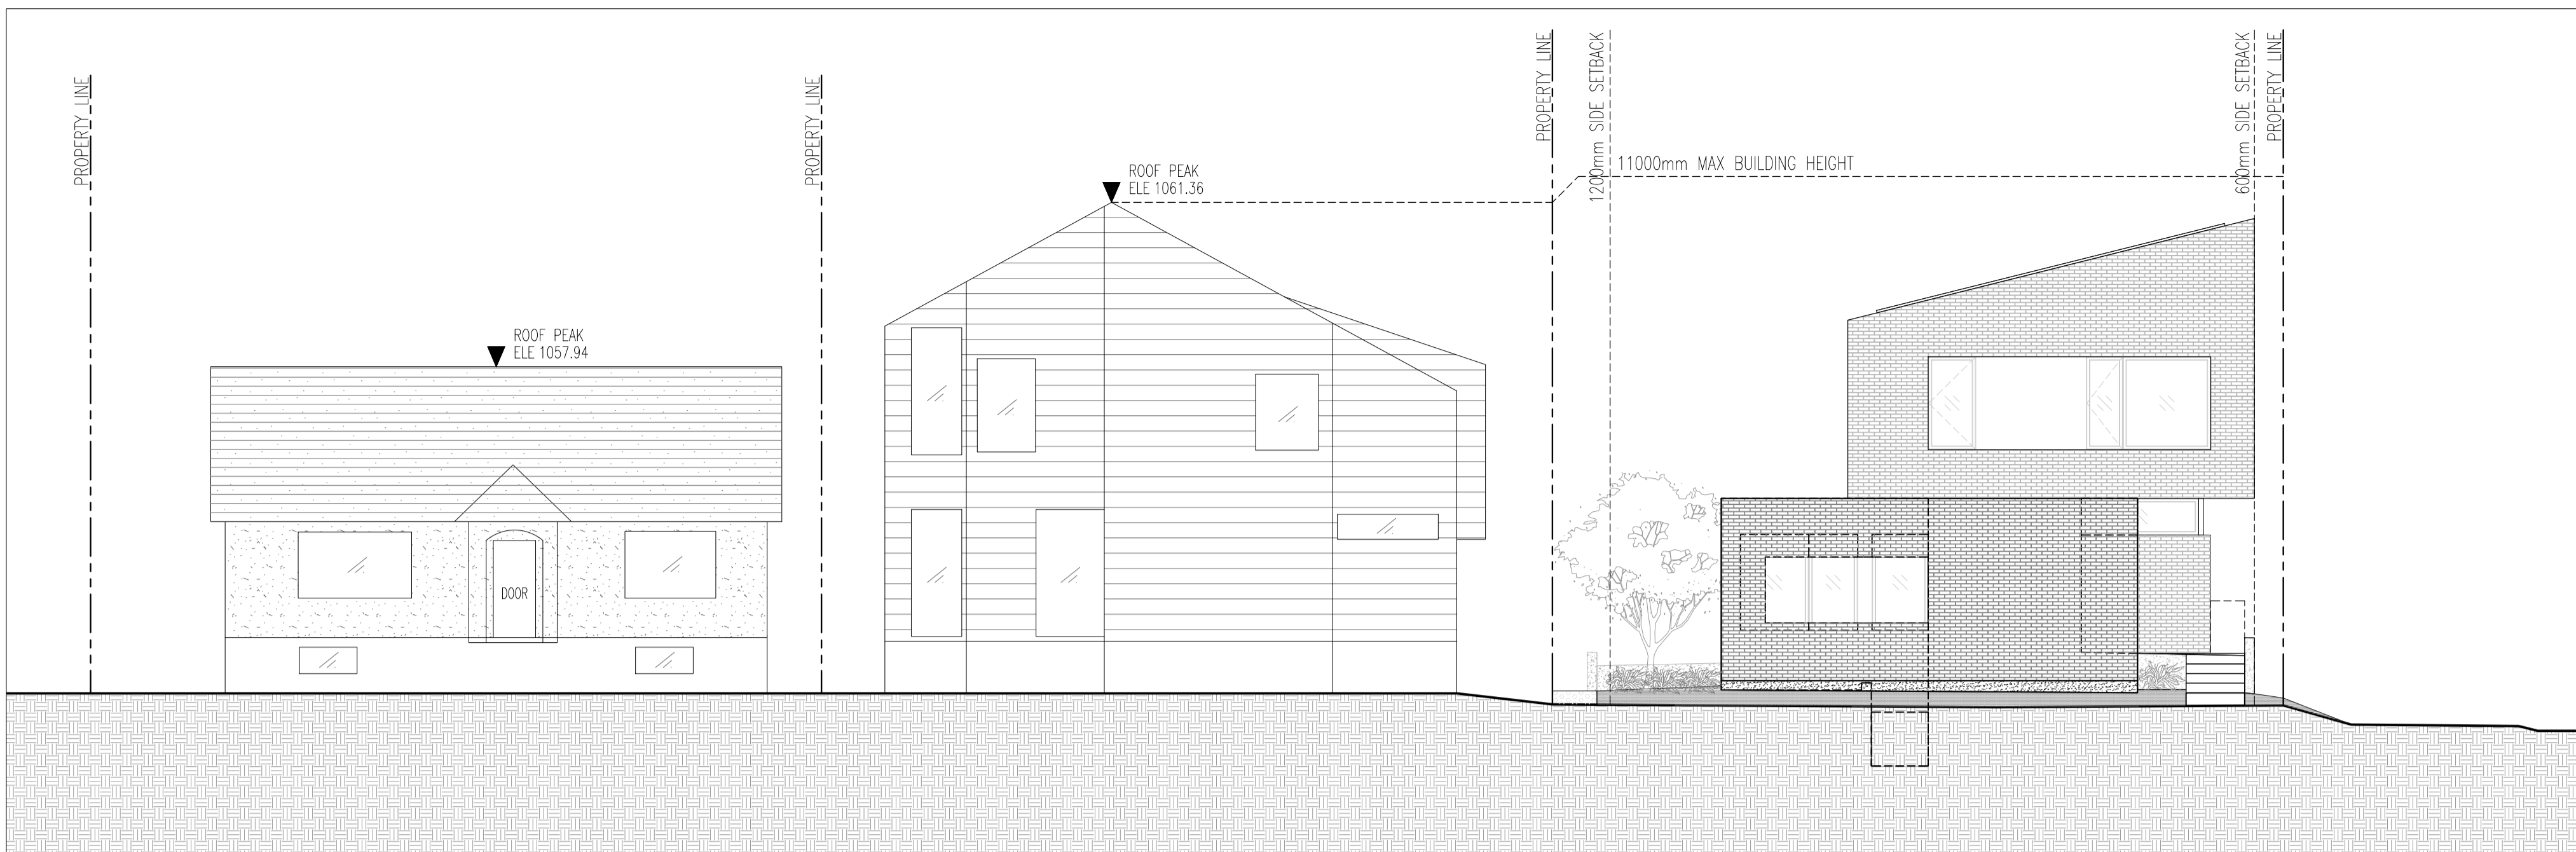 PROPERTY LINE
PROPERTY LINE
PROPERTY LINE
1200mm SIDE SETBACK
600mm SIDE SETBACK
PROPERTY LINE
11000mm MAX BUILDING HEIGHT
ROOF PEAK
ELE 1061.36
ROOF PEAK
ELE 1057.94
DOOR